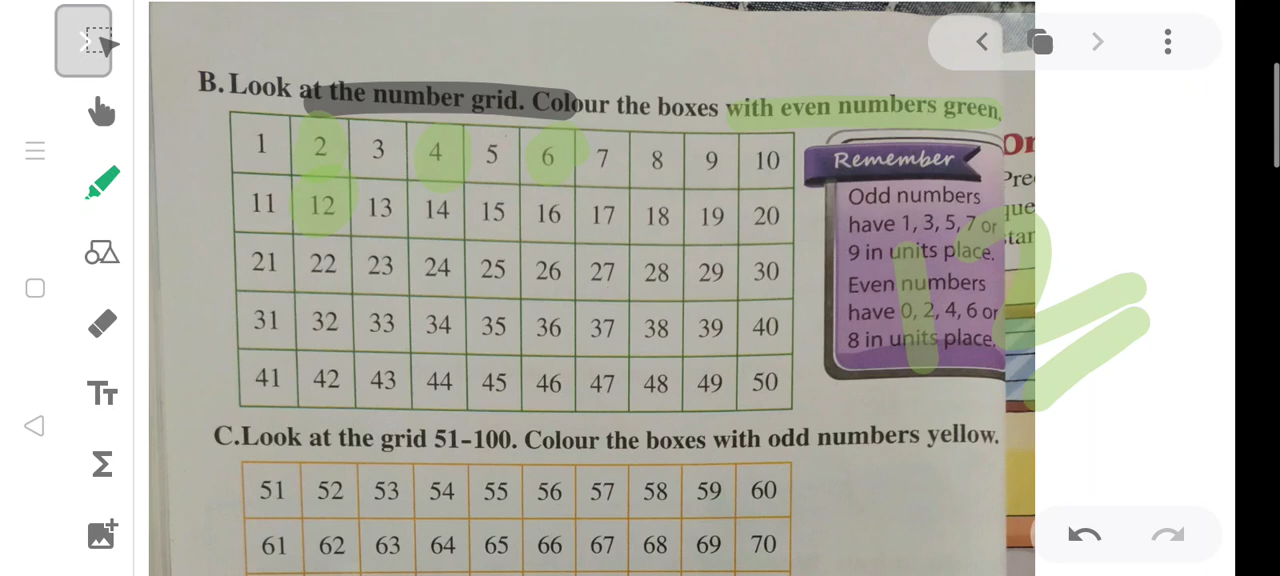 B. Look at the number grid. Colour the boxes with even numbers green.
1 2 3 4 5 6 7 8 9 10
11 12 13 14 15 16 17 18 19 20
21 22 23 24 25 26 27 28 29 30
31 32 33 34 35 36 37 38 39 40
41 42 43 44 45 46 47 48 49 50
Remember
Odd numbers
have 1, 3, 5, 7 or
9 in units place.
Even numbers
have 0, 2, 4, 6 or
8 in units place.
C. Look at the grid 51-100. Colour the boxes with odd numbers yellow.
51 52 53 54 55 56 57 58 59 60
61 62 63 64 65 66 67 68 69 70
Tт
Σ